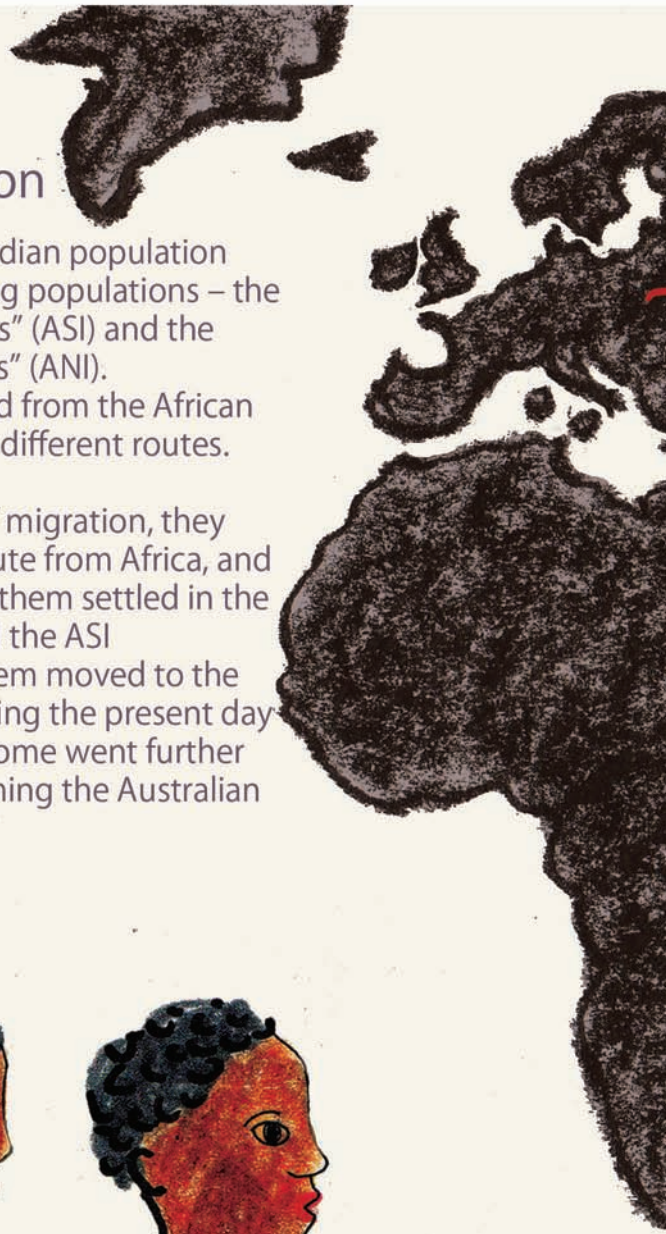 on
dian population
g populations – the
s” (ASI) and the
s” (ANI).
d from the African
different routes.
migration, they
ute from Africa, and
them settled in the
the ASI
em moved to the
ing the present day
ome went further
ning the Australian